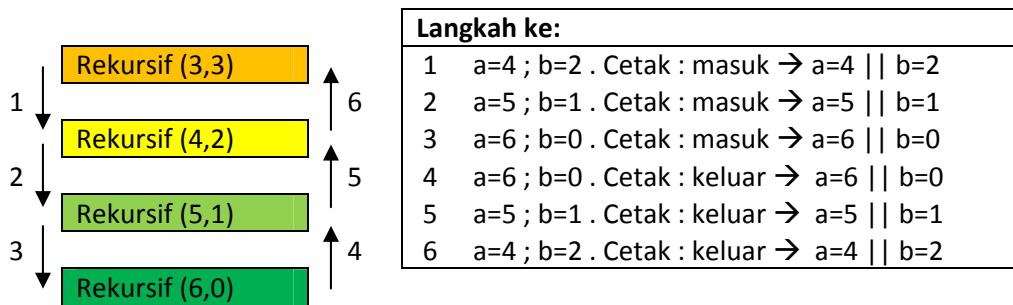 Langkah ke:
1 a=4 ; b=2 . Cetak : masuk → a=4 || b=2
2 a=5 ; b=1 . Cetak : masuk → a=5 || b=1
3 a=6 ; b=0 . Cetak : masuk → a=6 || b=0
4 a=6 ; b=0 . Cetak : keluar → a=6 || b=0
5 a=5 ; b=1 . Cetak : keluar → a=5 || b=1
6 a=4 ; b=2 . Cetak : keluar → a=4 || b=2
Rekursif (3,3)
1 6
Rekursif (4,2)
2 5
Rekursif (5,1)
3 4
Rekursif (6,0)